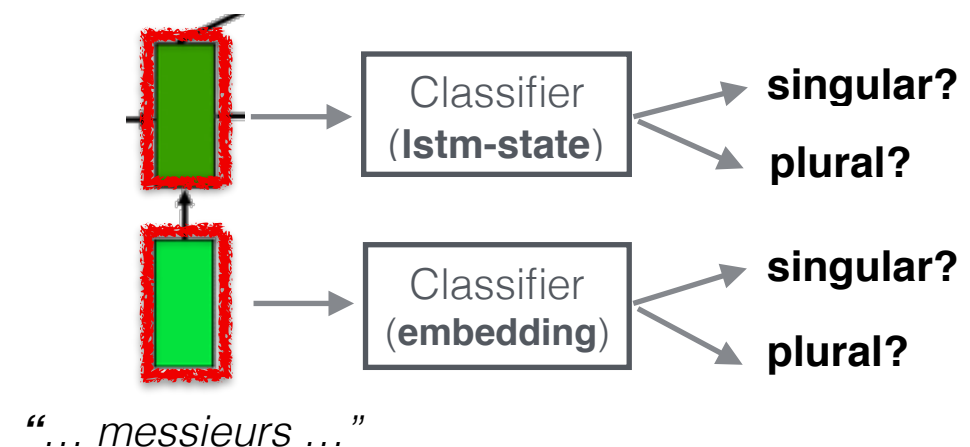 Classifier
(lstm-state)
singular?
plural?
Classifier
(embedding)
singular?
plural?
“… messieurs …”